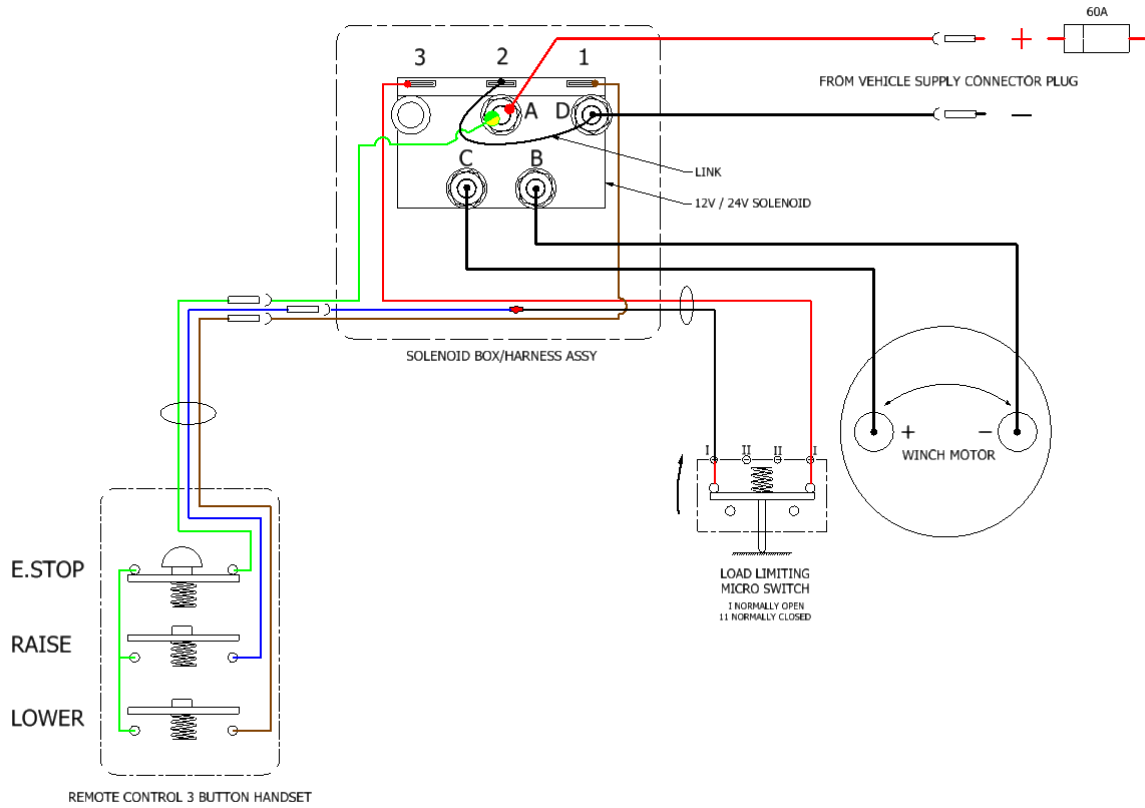 60A
3 2 1
+
FROM VEHICLE SUPPLY CONNECTOR PLUG
A D
−
C B
LINK
12V / 24V SOLENOID
SOLENOID BOX/HARNESS ASSY
+ −
WINCH MOTOR
I II II I
LOAD LIMITING
MICRO SWITCH
I NORMALLY OPEN
11 NORMALLY CLOSED
E.STOP
RAISE
LOWER
REMOTE CONTROL 3 BUTTON HANDSET